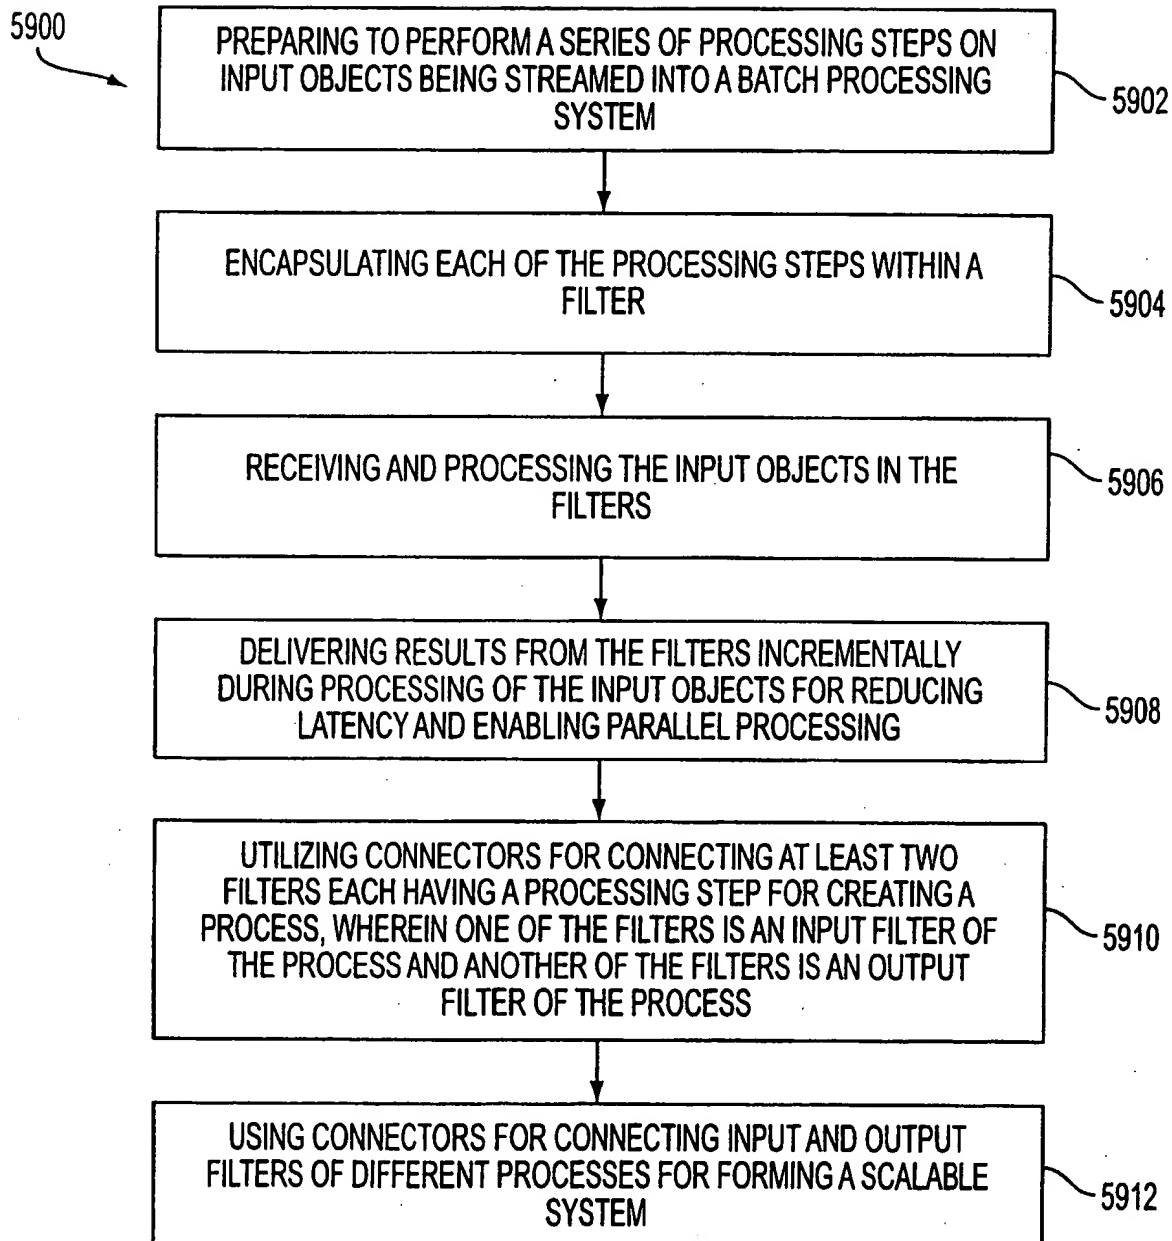 5900
PREPARING TO PERFORM A SERIES OF PROCESSING STEPS ON
INPUT OBJECTS BEING STREAMED INTO A BATCH PROCESSING
SYSTEM
5902
ENCAPSULATING EACH OF THE PROCESSING STEPS WITHIN A
FILTER
5904
RECEIVING AND PROCESSING THE INPUT OBJECTS IN THE
FILTERS
5906
DELIVERING RESULTS FROM THE FILTERS INCREMENTALLY
DURING PROCESSING OF THE INPUT OBJECTS FOR REDUCING
LATENCY AND ENABLING PARALLEL PROCESSING
5908
UTILIZING CONNECTORS FOR CONNECTING AT LEAST TWO
FILTERS EACH HAVING A PROCESSING STEP FOR CREATING A
PROCESS, WHEREIN ONE OF THE FILTERS IS AN INPUT FILTER OF
THE PROCESS AND ANOTHER OF THE FILTERS IS AN OUTPUT
FILTER OF THE PROCESS
5910
USING CONNECTORS FOR CONNECTING INPUT AND OUTPUT
FILTERS OF DIFFERENT PROCESSES FOR FORMING A SCALABLE
SYSTEM
5912